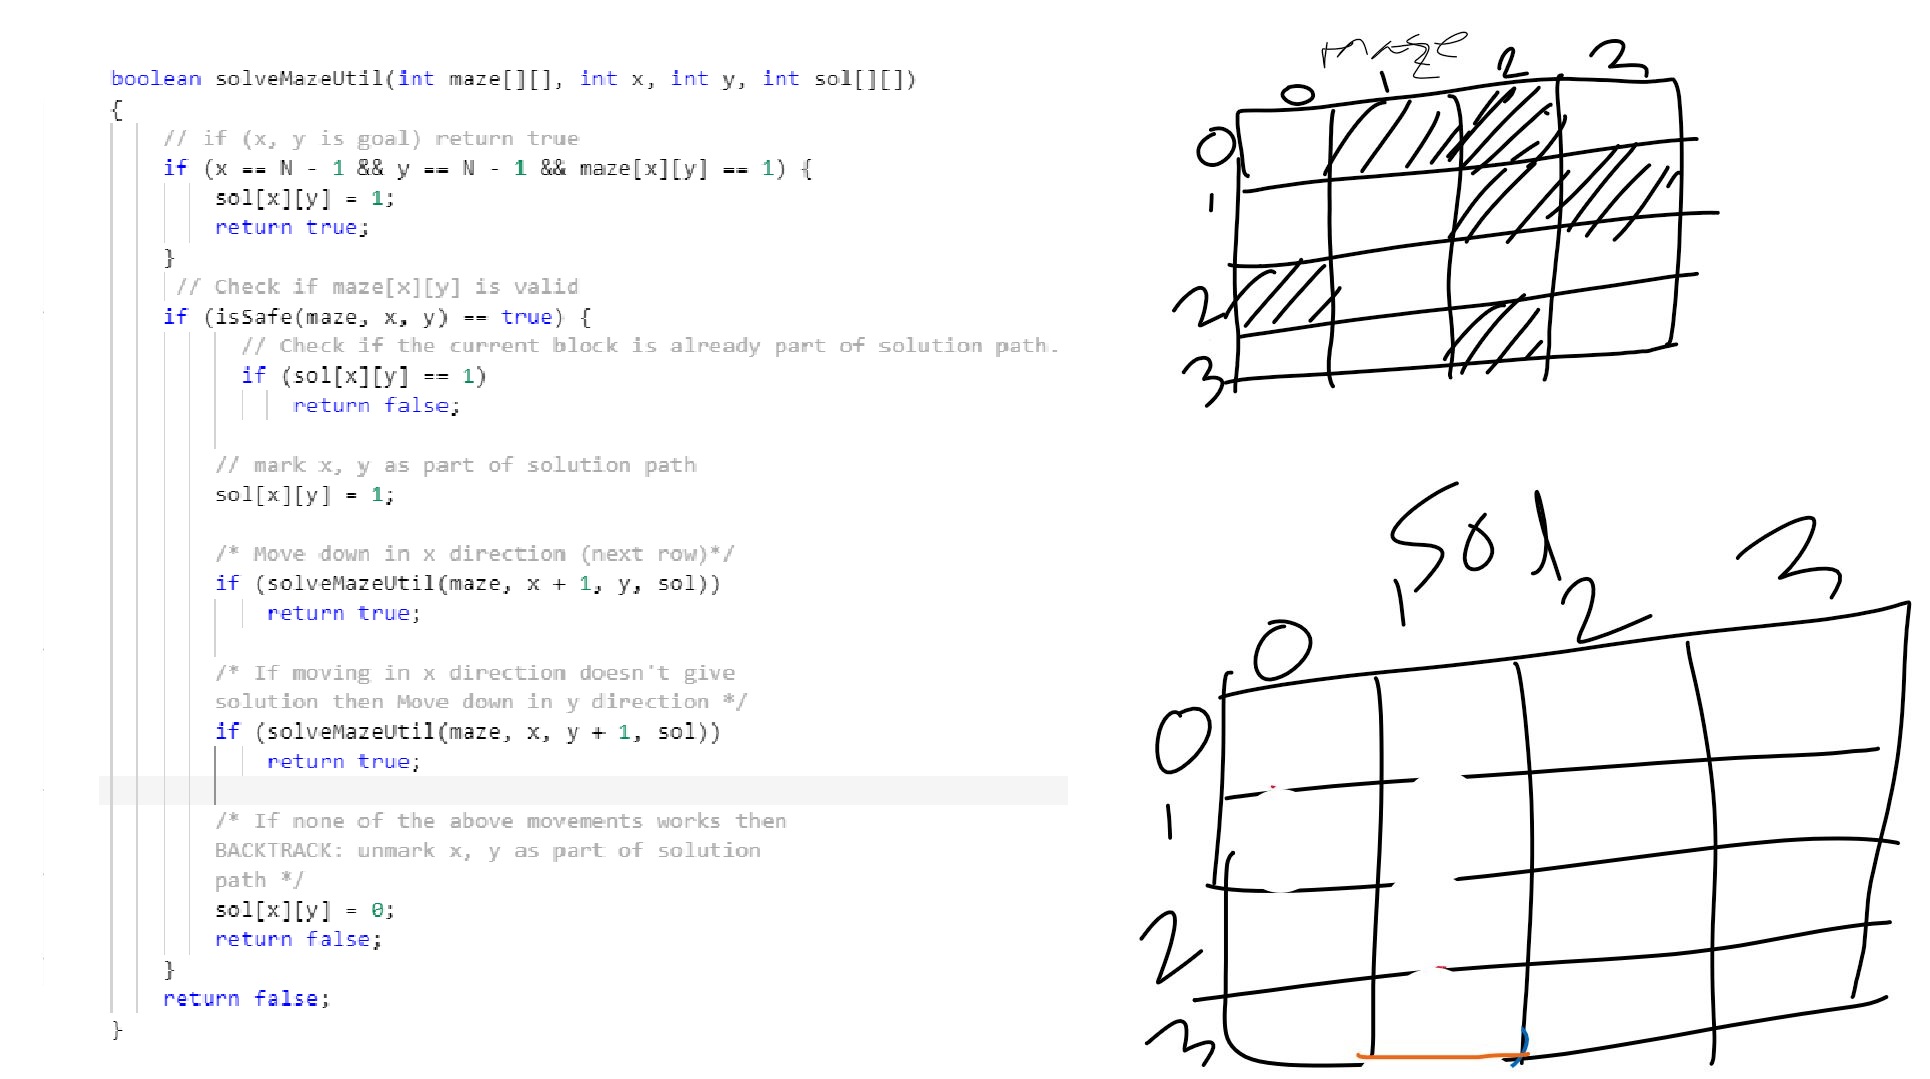 boolean solveMazeUtil(int maze[][], int x, int y, int sol[][])
{
// if (x, y is goal) return true
if (x == N - 1 && y == N - 1 && maze[x][y] == 1) {
sol[x][y] = 1;
return true;
}
// Check if maze[x][y] is valid
if (isSafe(maze, x, y) == true) {
// Check if the current block is already part of solution path.
if (sol[x][y] == 1)
return false;
// mark x, y as part of solution path
sol[x][y] = 1;
/* Move down in x direction (next row)*/
if (solveMazeUtil(maze, x + 1, y, sol))
return true;
/* If moving in x direction doesn't give
solution then Move down in y direction */
if (solveMazeUtil(maze, x, y + 1, sol))
return true;
/* If none of the above movements works then
BACKTRACK: unmark x, y as part of solution
path */
sol[x][y] = 0;
return false;
}
return false;
}
maze
0 1 2 3
0
1
2
3
Sol
0 1 2 3
0
1
2
3